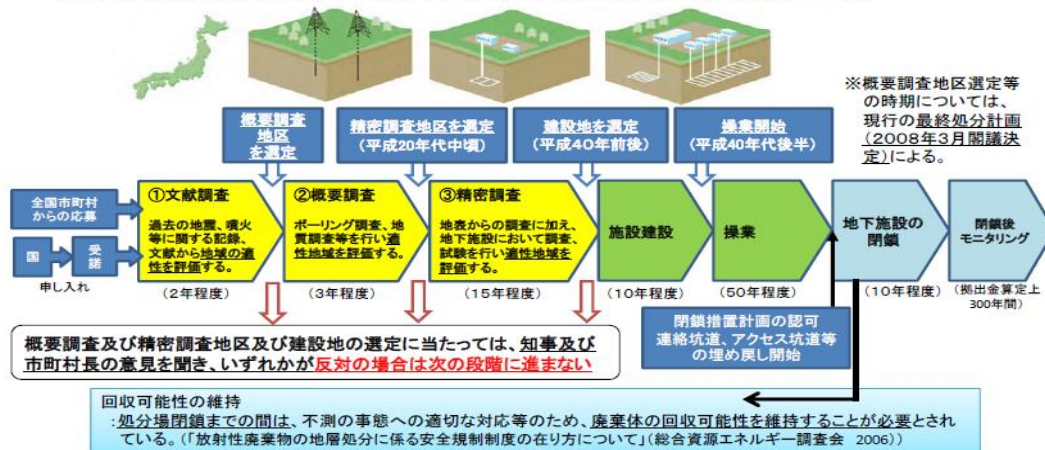 ※概要調査地区選定等
の時期については、
現行の最終処分計画
(2008年3月閣議決
定)による。
概要調査
地区
を選定
精密調査地区を選定
(平成20年代中頃)
建設地を選定
(平成40年前後)
操業開始
(平成40年代後半)
全国市町村
からの応募
国
受
諾
申し入れ
①文献調査
過去の地震、噴火
等に関する記録、
文献から地域の適
性を評価する。
(2年程度)
②概要調査
ボーリング調査、地
質調査等を行い適
性地域を評価する。
(3年程度)
③精密調査
地表からの調査に加え、
地下施設において調査、
試験を行い適性地域を
評価する。
(15年程度)
施設建設
(10年程度)
操業
(50年程度)
地下施設の
閉鎖
(10年程度)
閉鎖後
モニタリング
(拠出金算定上
300年間)
閉鎖措置計画の認可
連絡坑道、アクセス坑道等
の埋め戻し開始
概要調査及び精密調査地区及び建設地の選定に当たっては、知事及び
市町村長の意見を聞き、いずれかが反対の場合は次の段階に進まない
回収可能性の維持
:処分場閉鎖までの間は、不測の事態への適切な対応等のため、廃棄体の回収可能性を維持することが必要とされ
ている。(「放射性廃棄物の地層処分に係る安全規制制度の在り方について」(総合資源エネルギー調査会 2006))